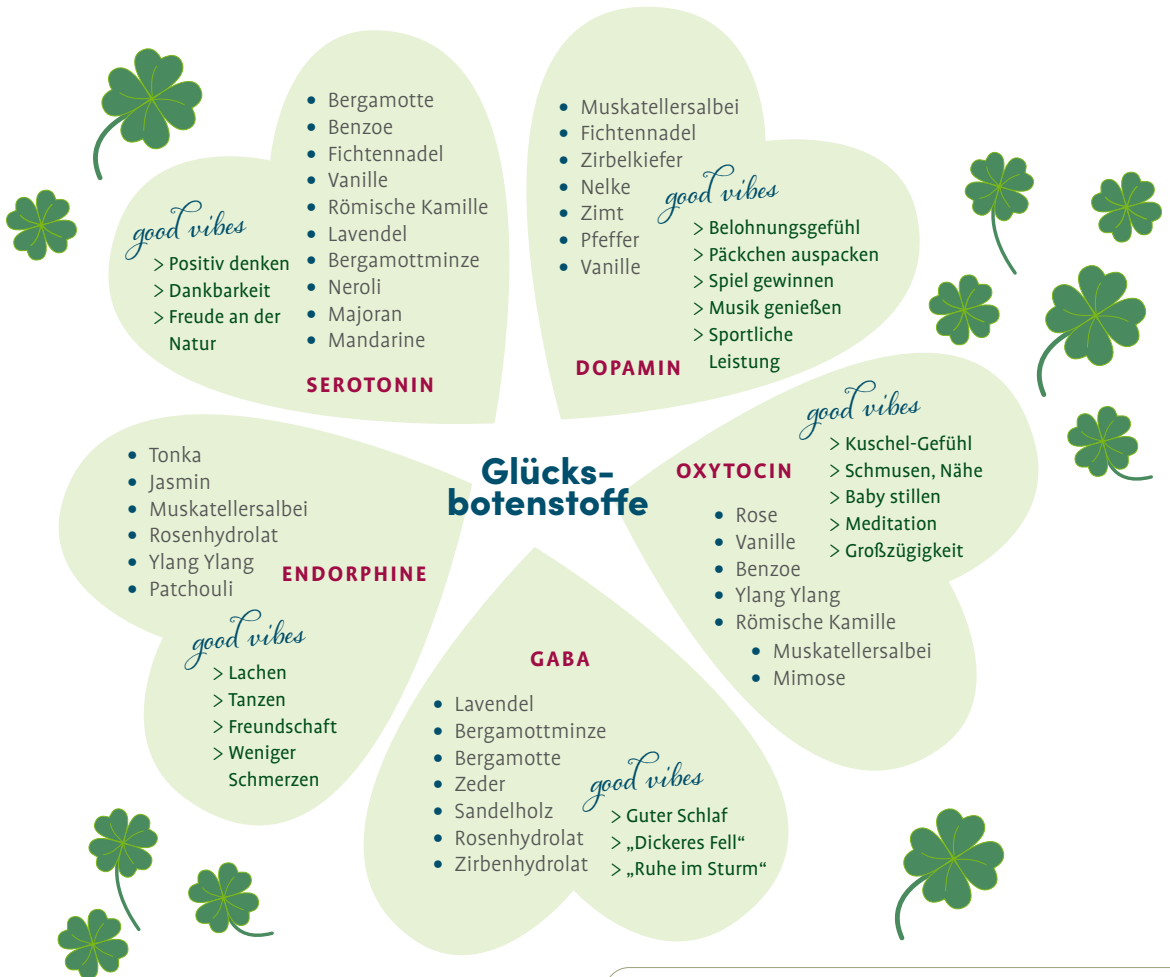 Glücks-
botenstoffe
Bergamotte
Benzoe
Fichtennadel
Vanille
Römische Kamille
Lavendel
Bergamottminze
Neroli
Majoran
Mandarine
good vibes
> Positiv denken
> Dankbarkeit
> Freude an der
Natur
SEROTONIN
Muskatellersalbei
Fichtennadel
Zirbelkiefer
Nelke
Zimt
Pfeffer
Vanille
good vibes
> Belohnungsgefühl
> Päckchen auspacken
> Spiel gewinnen
> Musik genießen
> Sportliche
Leistung
DOPAMIN
good vibes
> Kuschel-Gefühl
> Schmusen, Nähe
> Baby stillen
> Meditation
> Großzügigkeit
OXYTOCIN
Rose
Vanille
Benzoe
Ylang Ylang
Römische Kamille
Muskatellersalbei
Mimose
Tonka
Jasmin
Muskatellersalbei
Rosenhydrolat
Ylang Ylang
Patchouli
ENDORPHINE
good vibes
> Lachen
> Tanzen
> Freundschaft
> Weniger
Schmerzen
GABA
Lavendel
Bergamottminze
Bergamotte
Zeder
Sandelholz
Rosenhydrolat
Zirbenhydrolat
good vibes
> Guter Schlaf
> „Dickeres Fell“
> „Ruhe im Sturm“